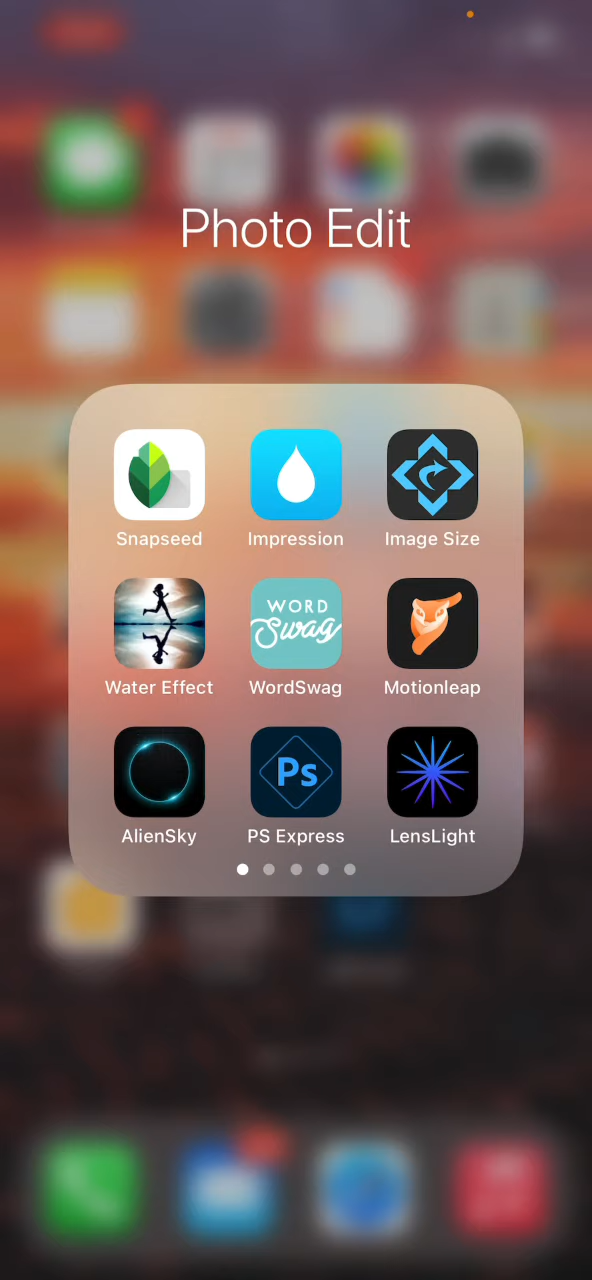 Photo Edit
Snapseed
Impression
Image Size
WORD
Swag
Water Effect
WordSwag
Motionleap
Ps
AlienSky
PS Express
LensLight